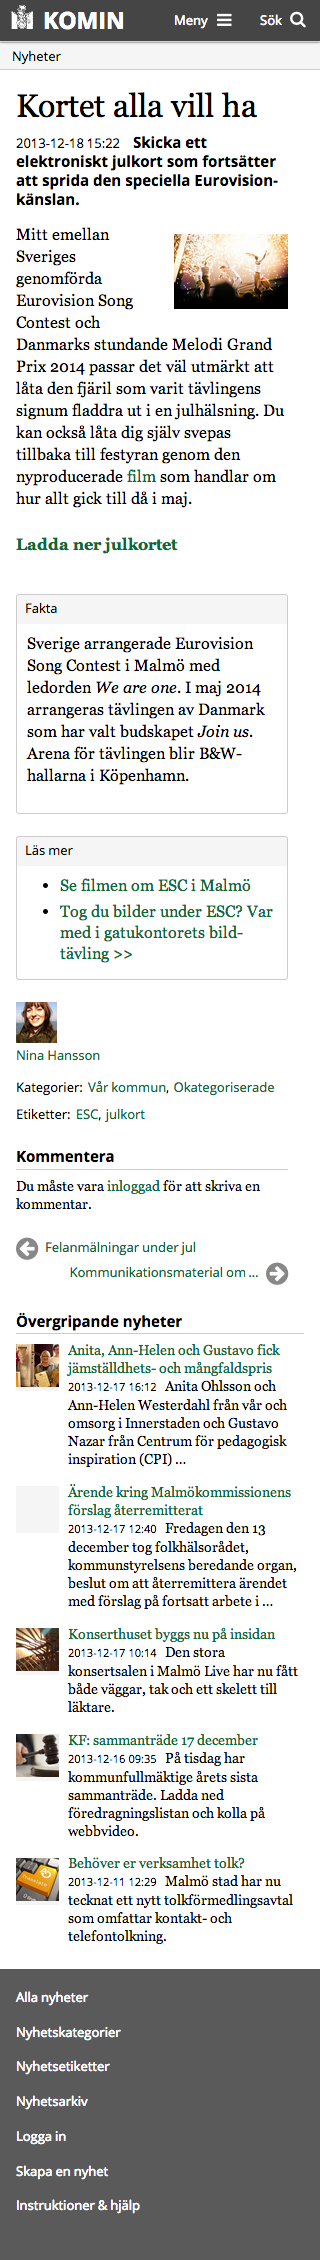 KOMIN
Meny
Sök
Nyheter
Kortet alla vill ha
2013-12-18 15:22 Skicka ett
elektroniskt julkort som fortsätter
att sprida den speciella Eurovision-
känslan.
Mitt emellan
Sveriges
genomförda
Eurovision Song
Contest och
Danmarks stundande Melodi Grand
Prix 2014 passar det väl utmärkt att
låta den fjäril som varit tävlingens
signum fladdra ut i en julhälsning. Du
kan också låta dig själv svepas
tillbaka till festyran genom den
nyproducerade film som handlar om
hur allt gick till då i maj.
Ladda ner julkortet
Fakta
Sverige arrangerade Eurovision
Song Contest i Malmö med
ledorden We are one. I maj 2014
arrangeras tävlingen av Danmark
som har valt budskapet Join us.
Arena för tävlingen blir B&W-
hallarna i Köpenhamn.
Läs mer
• Se filmen om ESC i Malmö
• Tog du bilder under ESC? Var
med i gatukontorets bild-
tävling >>
Nina Hansson
Kategorier: Vår kommun, Okategoriserade
Etiketter: ESC, julkort
Kommentera
Du måste vara inloggad för att skriva en
kommentar.
Felanmälningar under jul
Kommunikationsmaterial om ...
Övergripande nyheter
Anita, Ann-Helen och Gustavo fick
jämställdhets- och mångfaldspris
2013-12-17 16:12 Anita Ohlsson och
Ann-Helen Westerdahl från vår och
omsorg i Innerstaden och Gustavo
Nazar från Centrum för pedagogisk
inspiration (CPI) ...
Ärende kring Malmökommissionens
förslag återremitterat
2013-12-17 12:40 Fredagen den 13
december tog folkhälsorådet,
kommunstyrelsens beredande organ,
beslut om att återremittera ärendet
med förslag på fortsatt arbete i ...
Konserthuset byggs nu på insidan
2013-12-17 10:14 Den stora
konsertsalen i Malmö Live har nu fått
både väggar, tak och ett skelett till
läktare.
KF: sammanträde 17 december
2013-12-16 09:35 På tisdag har
kommunfullmäktige årets sista
sammanträde. Ladda ned
föredragningslistan och kolla på
webbvideo.
Behöver er verksamhet tolk?
2013-12-11 12:29 Malmö stad har nu
tecknat ett nytt tolkförmedlingsavtal
som omfattar kontakt- och
telefontolkning.
Alla nyheter
Nyhetskategorier
Nyhetsetiketter
Nyhetsarkiv
Logga in
Skapa en nyhet
Instruktioner & hjälp